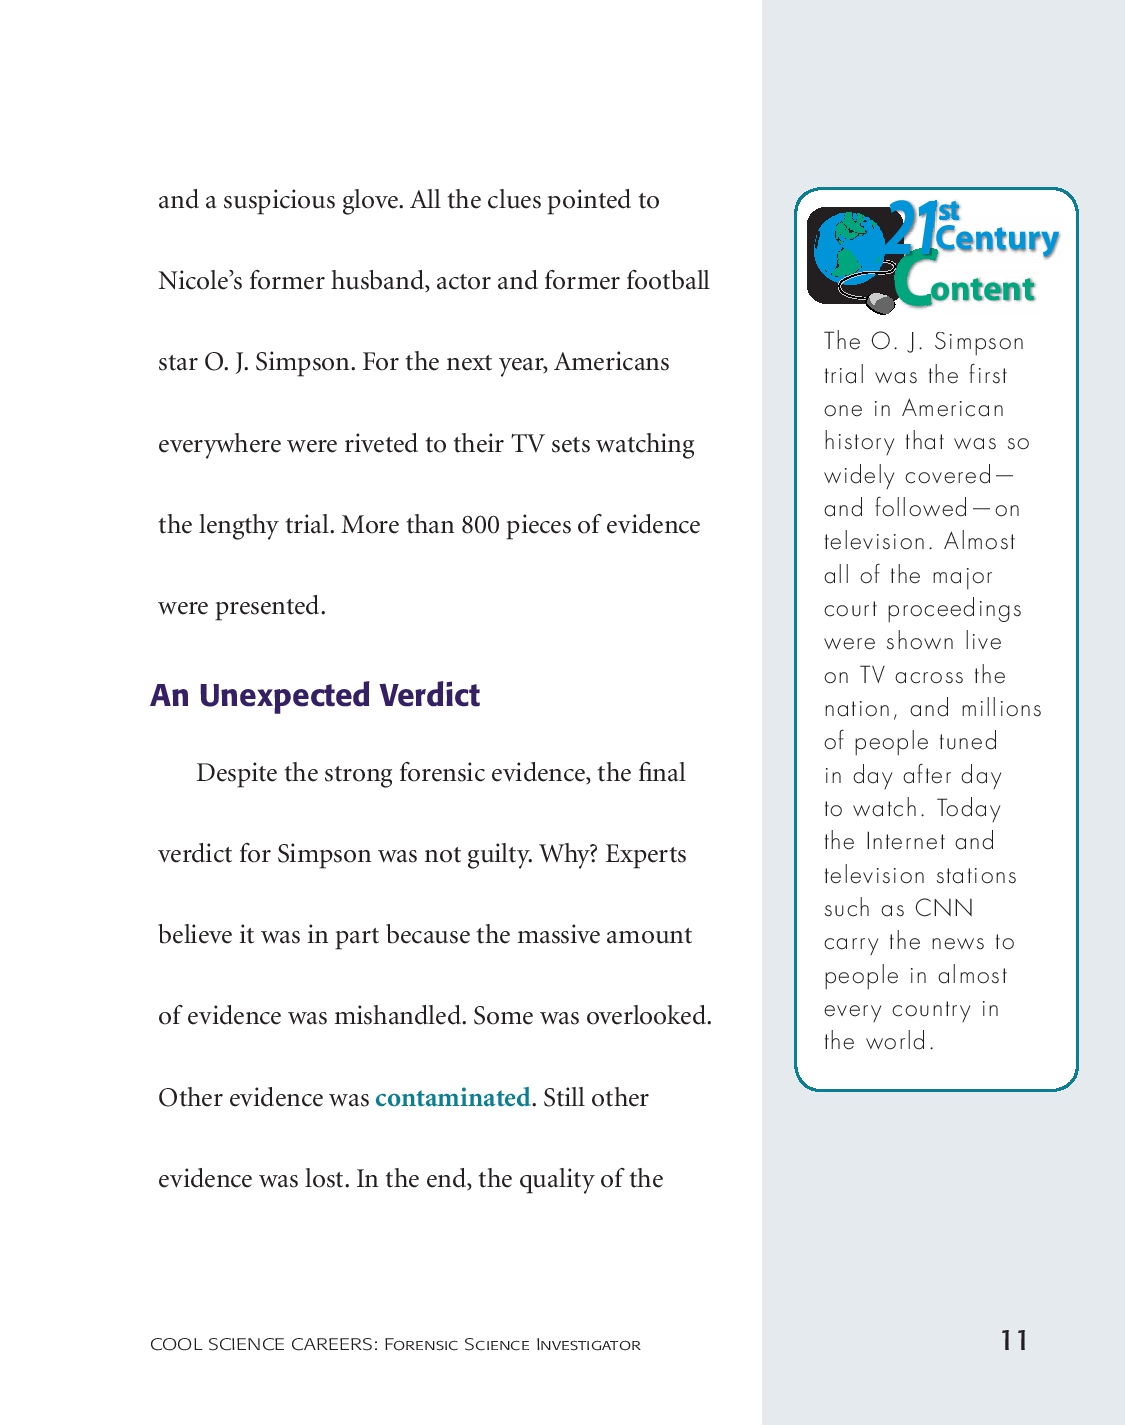 and a suspicious glove. All the clues pointed to
Nicole’s former husband, actor and former football
star O. J. Simpson. For the next year, Americans
everywhere were riveted to their TV sets watching
the lengthy trial. More than 800 pieces of evidence
were presented.
An Unexpected Verdict
Despite the strong forensic evidence, the final
verdict for Simpson was not guilty. Why? Experts
believe it was in part because the massive amount
of evidence was mishandled. Some was overlooked.
Other evidence was contaminated. Still other
evidence was lost. In the end, the quality of the
21st
Century
Content
The O. J. Simpson
trial was the first
one in American
history that was so
widely covered—
and followed—on
television. Almost
all of the major
court proceedings
were shown live
on TV across the
nation, and millions
of people tuned
in day after day
to watch. Today
the Internet and
television stations
such as CNN
carry the news to
people in almost
every country in
the world.
COOL SCIENCE CAREERS: Forensic Science Investigator
11